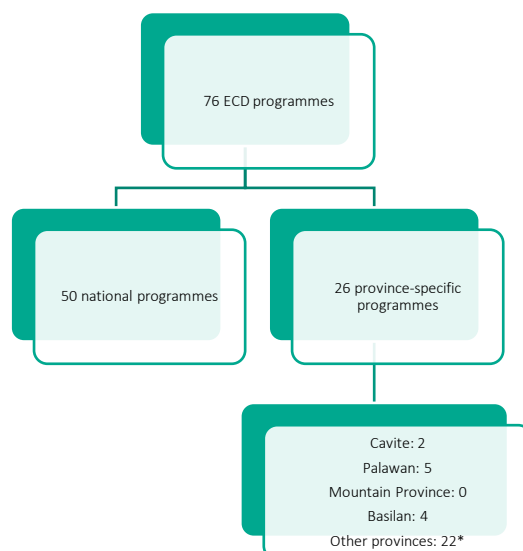 76 ECD programmes
50 national programmes
26 province-specific
programmes
Cavite: 2
Palawan: 5
Mountain Province: 0
Basilan: 4
Other provinces: 22*